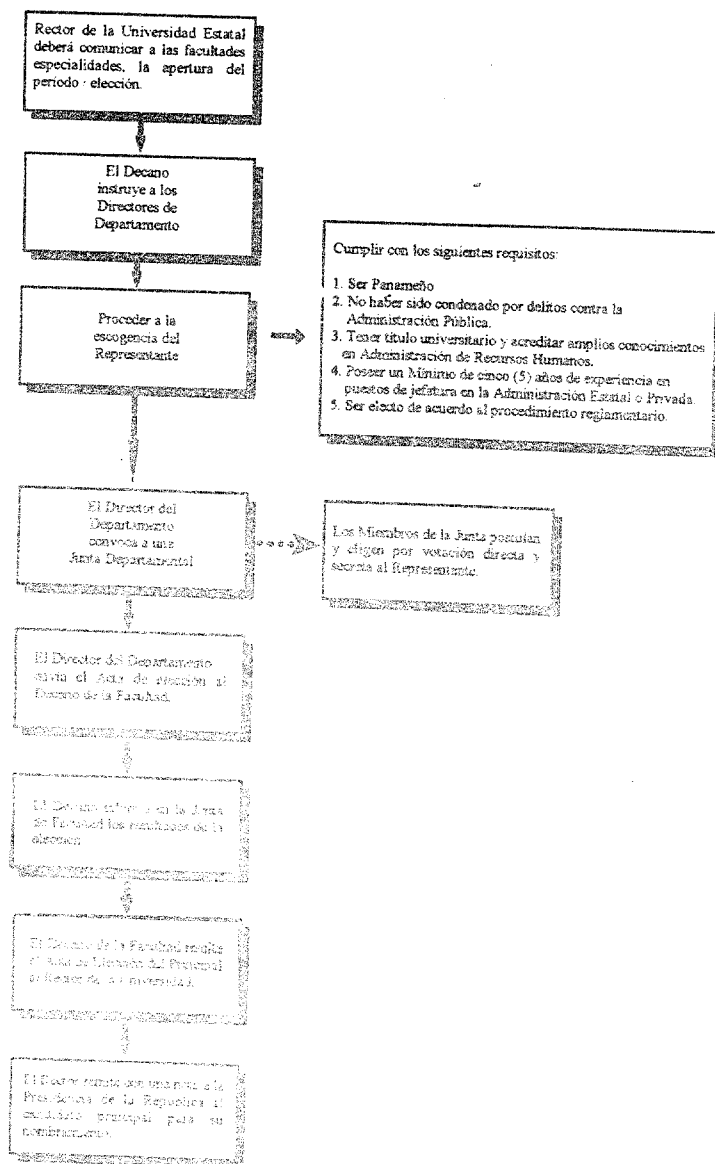 Rector de la Universidad Estatal
deberá comunicar a las facultades
especialidades, la apertura del
período elección.
El Decano
instruye a los
Directores de
Departamento
Proceder a la
escogencia del
Representante
Cumplir con los siguientes requisitos:
1. Ser Panameño
2. No haber sido condenado por delitos contra la
Administración Pública.
3. Tener título universitario y acreditar amplios conocimientos
en Administración de Recursos Humanos.
4. Poseer un Mínimo de cinco (5) años de experiencia en
puestos de jefatura en la Administración Estatal o Privada.
5. Ser electo de acuerdo al procedimiento reglamentario.
El Director del
Departamento
convoca a una
Junta Departamental
Los Miembros de la Junta postulan
y eligen por votación directa y
secreta al Representante.
El Director del Departamento
envía el Acta de elección al
Decano de la Facultad.
El Decano en la Junta
de Facultad los resultados de la
elección
El Decano de la Facultad remite
el Acta de Elección del Principal
al Rector de la Universidad.
El Rector remite con una nota a la
Presidencia de la República el
candidato principal para su
nombramiento.